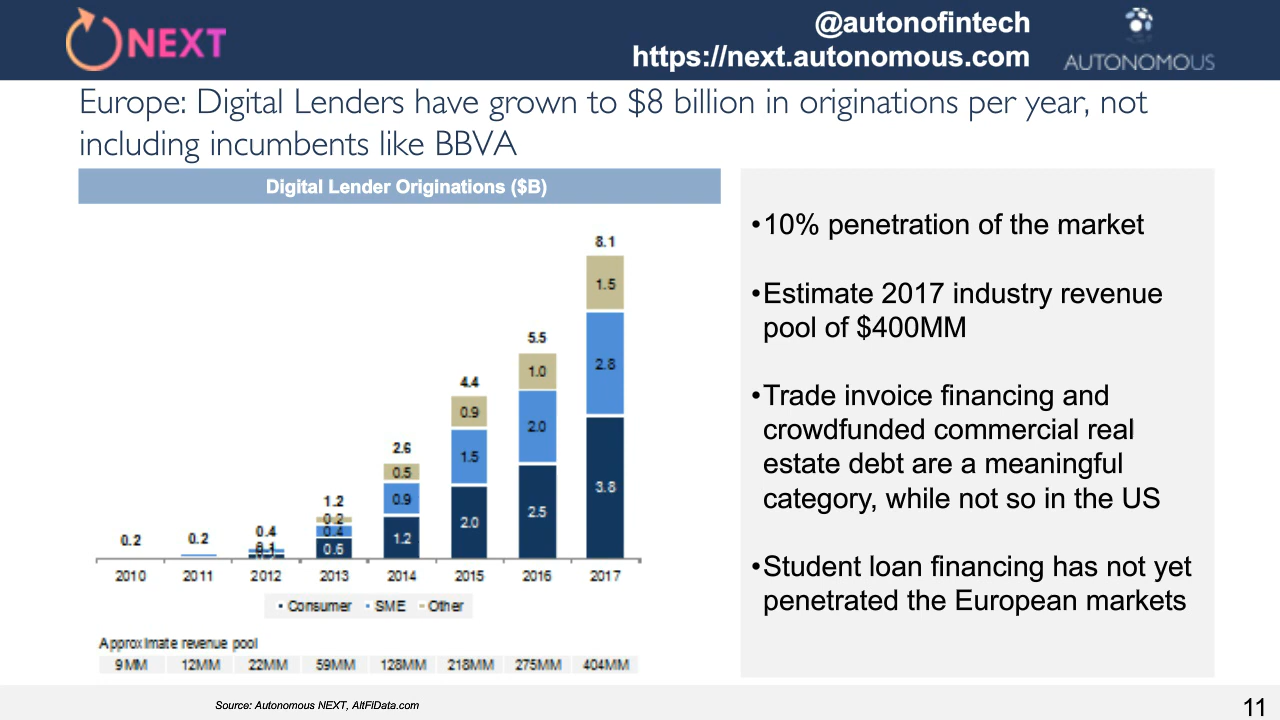 NEXT
@autonofintech
https://next.autonomous.com
AUTONOMOUS
Europe: Digital Lenders have grown to $8 billion in originations per year, not
including incumbents like BBVA
Digital Lender Originations ($B)
8.1
1.5
2.8
3.8
5.5
1.0
2.0
2.5
4.4
0.9
1.5
2.0
2.6
0.5
0.9
1.2
1.2
0.2
0.4
0.6
0.4
0.1
0.2
0.2
2010 2011 2012 2013 2014 2015 2016 2017
Consumer SME Other
Approximate revenue pool
9MM 12MM 22MM 59MM 128MM 218MM 275MM 404MM
•10% penetration of the market
•Estimate 2017 industry revenue
pool of $400MM
•Trade invoice financing and
crowdfunded commercial real
estate debt are a meaningful
category, while not so in the US
•Student loan financing has not yet
penetrated the European markets
Source: Autonomous NEXT, AltFIData.com
11